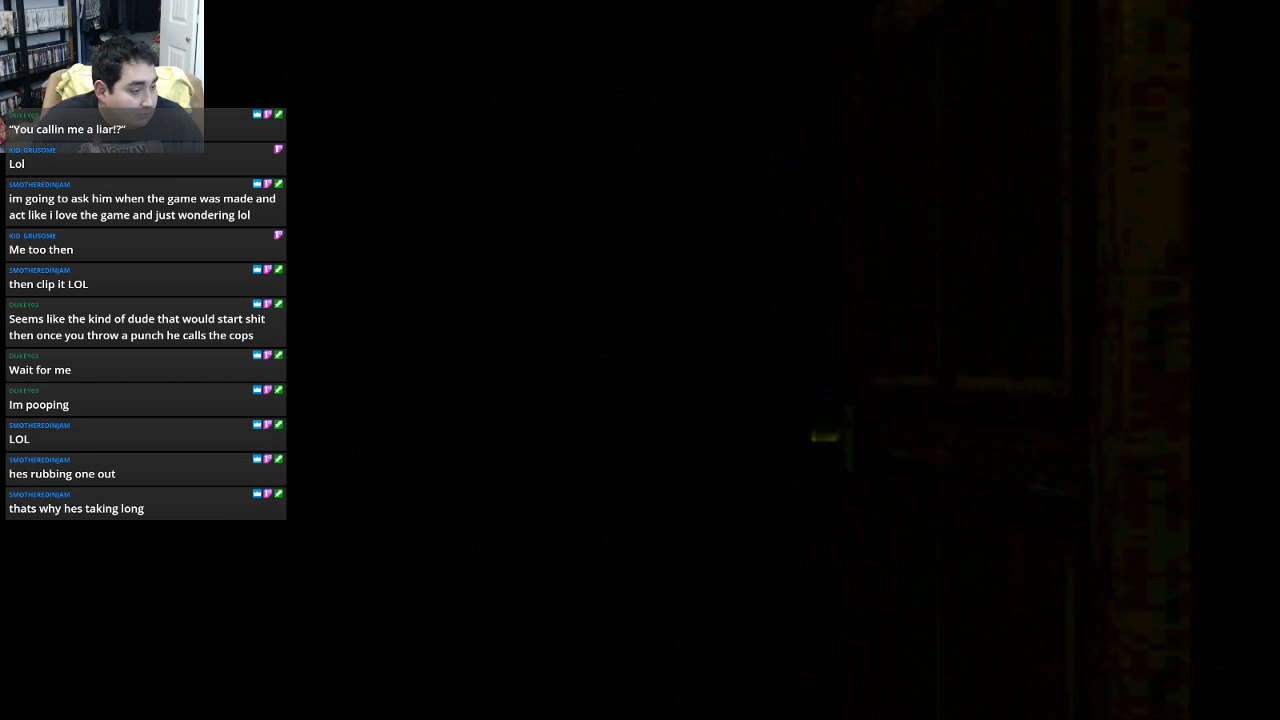 DUKEY03
“You callin me a liar!?”
KID GRUSOME
Lol
SMOTHEREDINJAM
im going to ask him when the game was made and
act like i love the game and just wondering lol
KID GRUSOME
Me too then
SMOTHEREDINJAM
then clip it LOL
DUKEY03
Seems like the kind of dude that would start shit
then once you throw a punch he calls the cops
DUKEY03
Wait for me
DUKEY03
Im pooping
SMOTHEREDINJAM
LOL
SMOTHEREDINJAM
hes rubbing one out
SMOTHEREDINJAM
thats why hes taking long